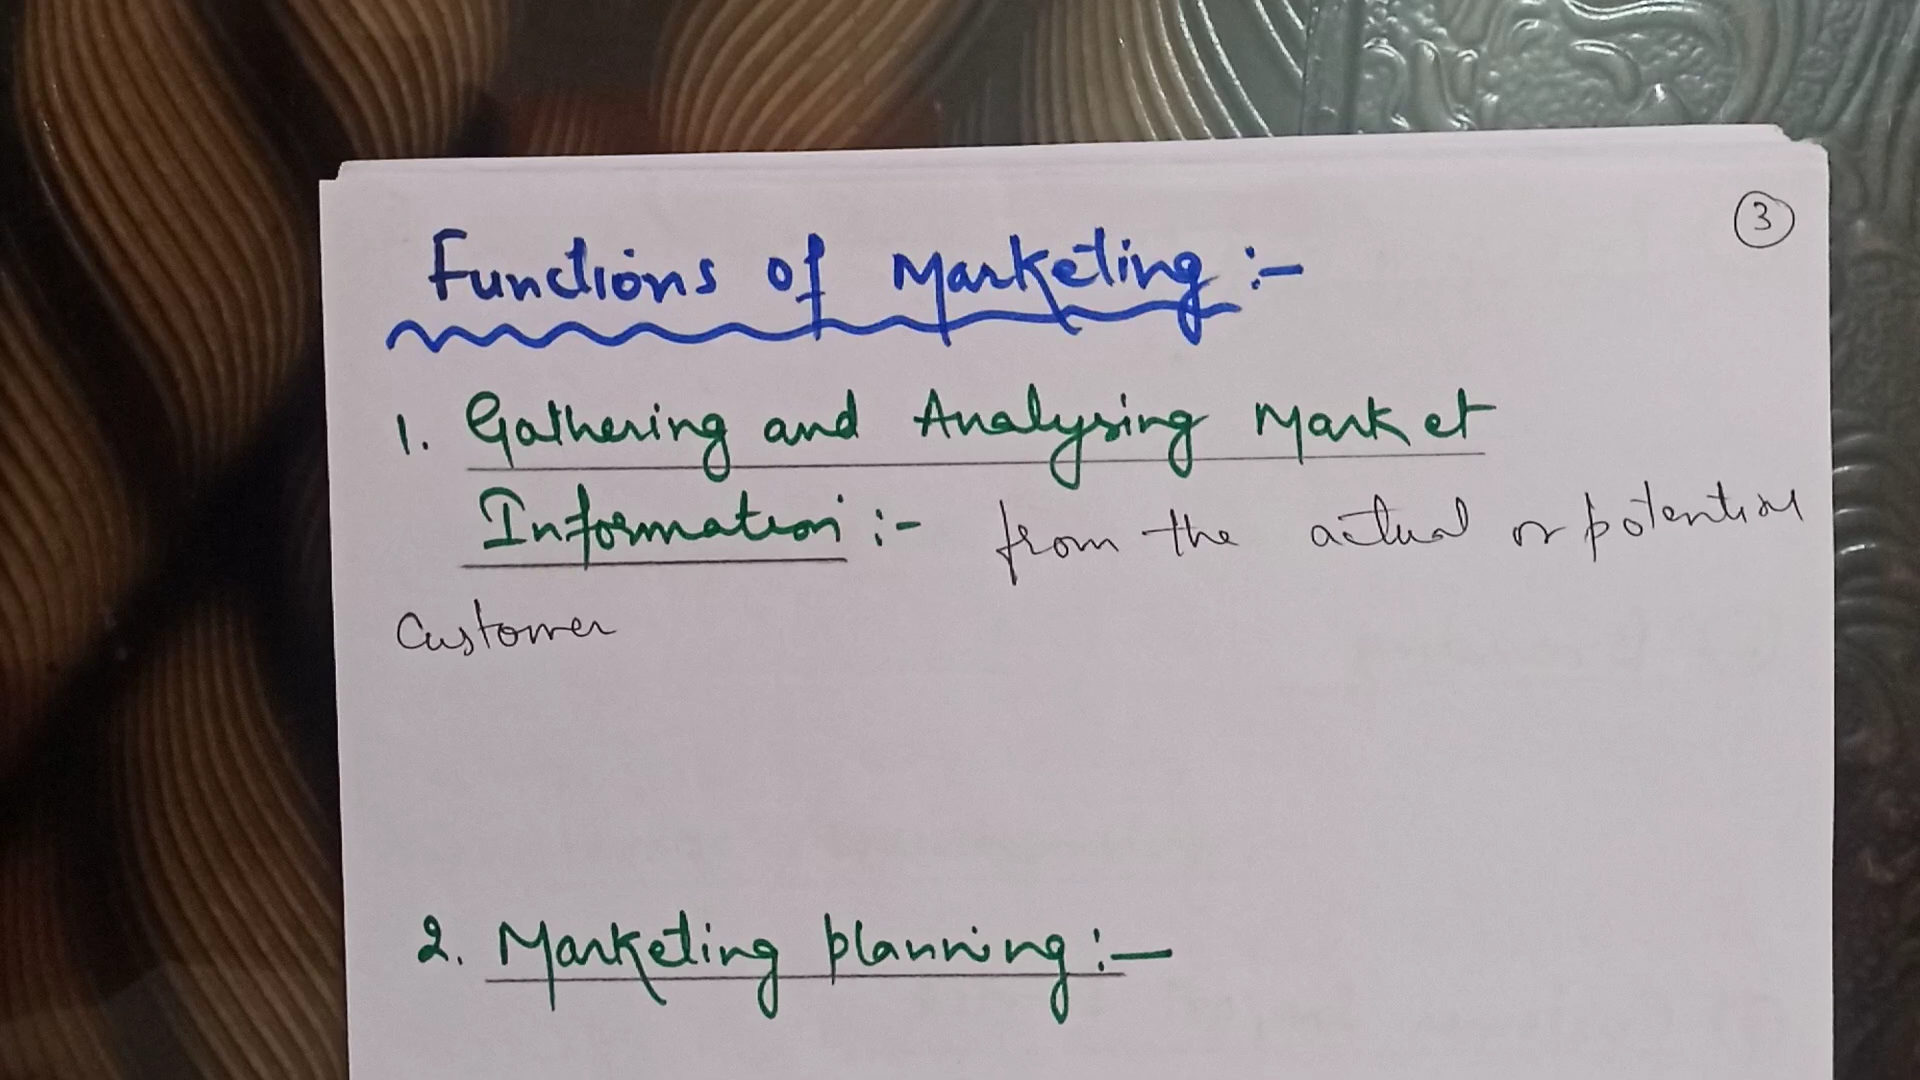 3
Functions of Marketing :-
1. Gathering and Analysing Market
Information :- from the actual or potential
Customer
2. Marketing planning :-